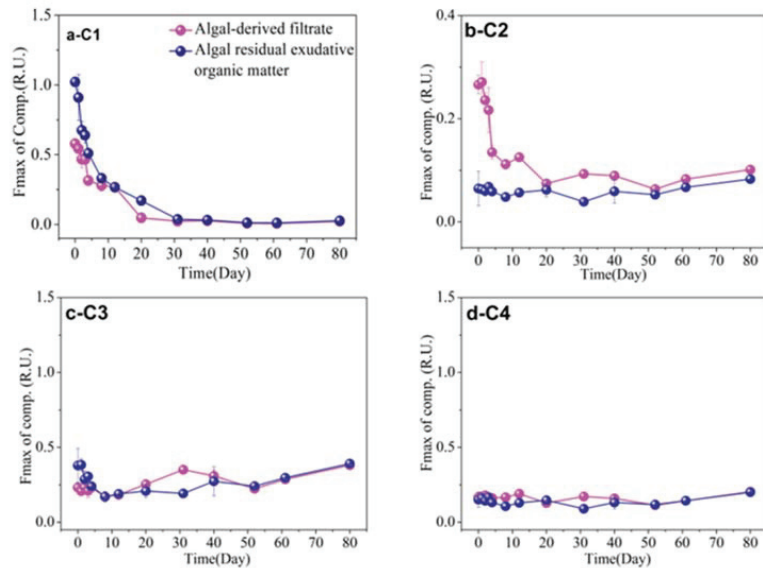 a-C1
Algal-derived filtrate
Algal residual exudative
organic matter
Fmax of Comp.(R.U.)
1.5
1.0
0.5
0.0
0 10 20 30 40 50 60 70 80
Time(Day)
b-C2
Fmax of comp. (R.U.)
0.4
0.2
0.0
0 10 20 30 40 50 60 70 80
Time(Day)
c-C3
Fmax of comp. (R.U.)
1.5
1.0
0.5
0.0
0 10 20 30 40 50 60 70 80
Time(Day)
d-C4
Fmax of comp. (R.U.)
1.5
1.0
0.5
0.0
0 10 20 30 40 50 60 70 80
Time(Day)